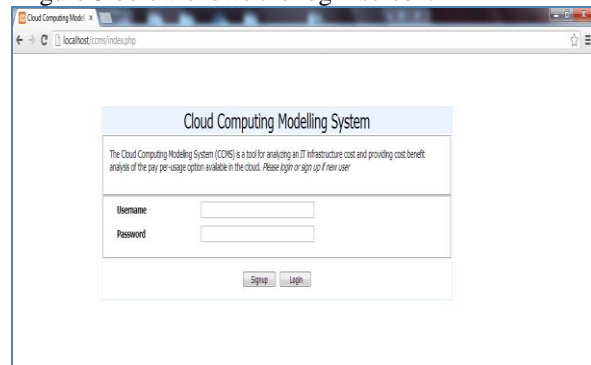 Cloud Computing Model x
localhost/ccms/index.php
Cloud Computing Modelling System
The Cloud Computing Modeling System (CCMS) is a tool for analyzing an IT infrastructure cost and providing cost benefit
analysis of the pay per-usage option available in the cloud. Please login or sign up if new user
Username
Password
Signup Login